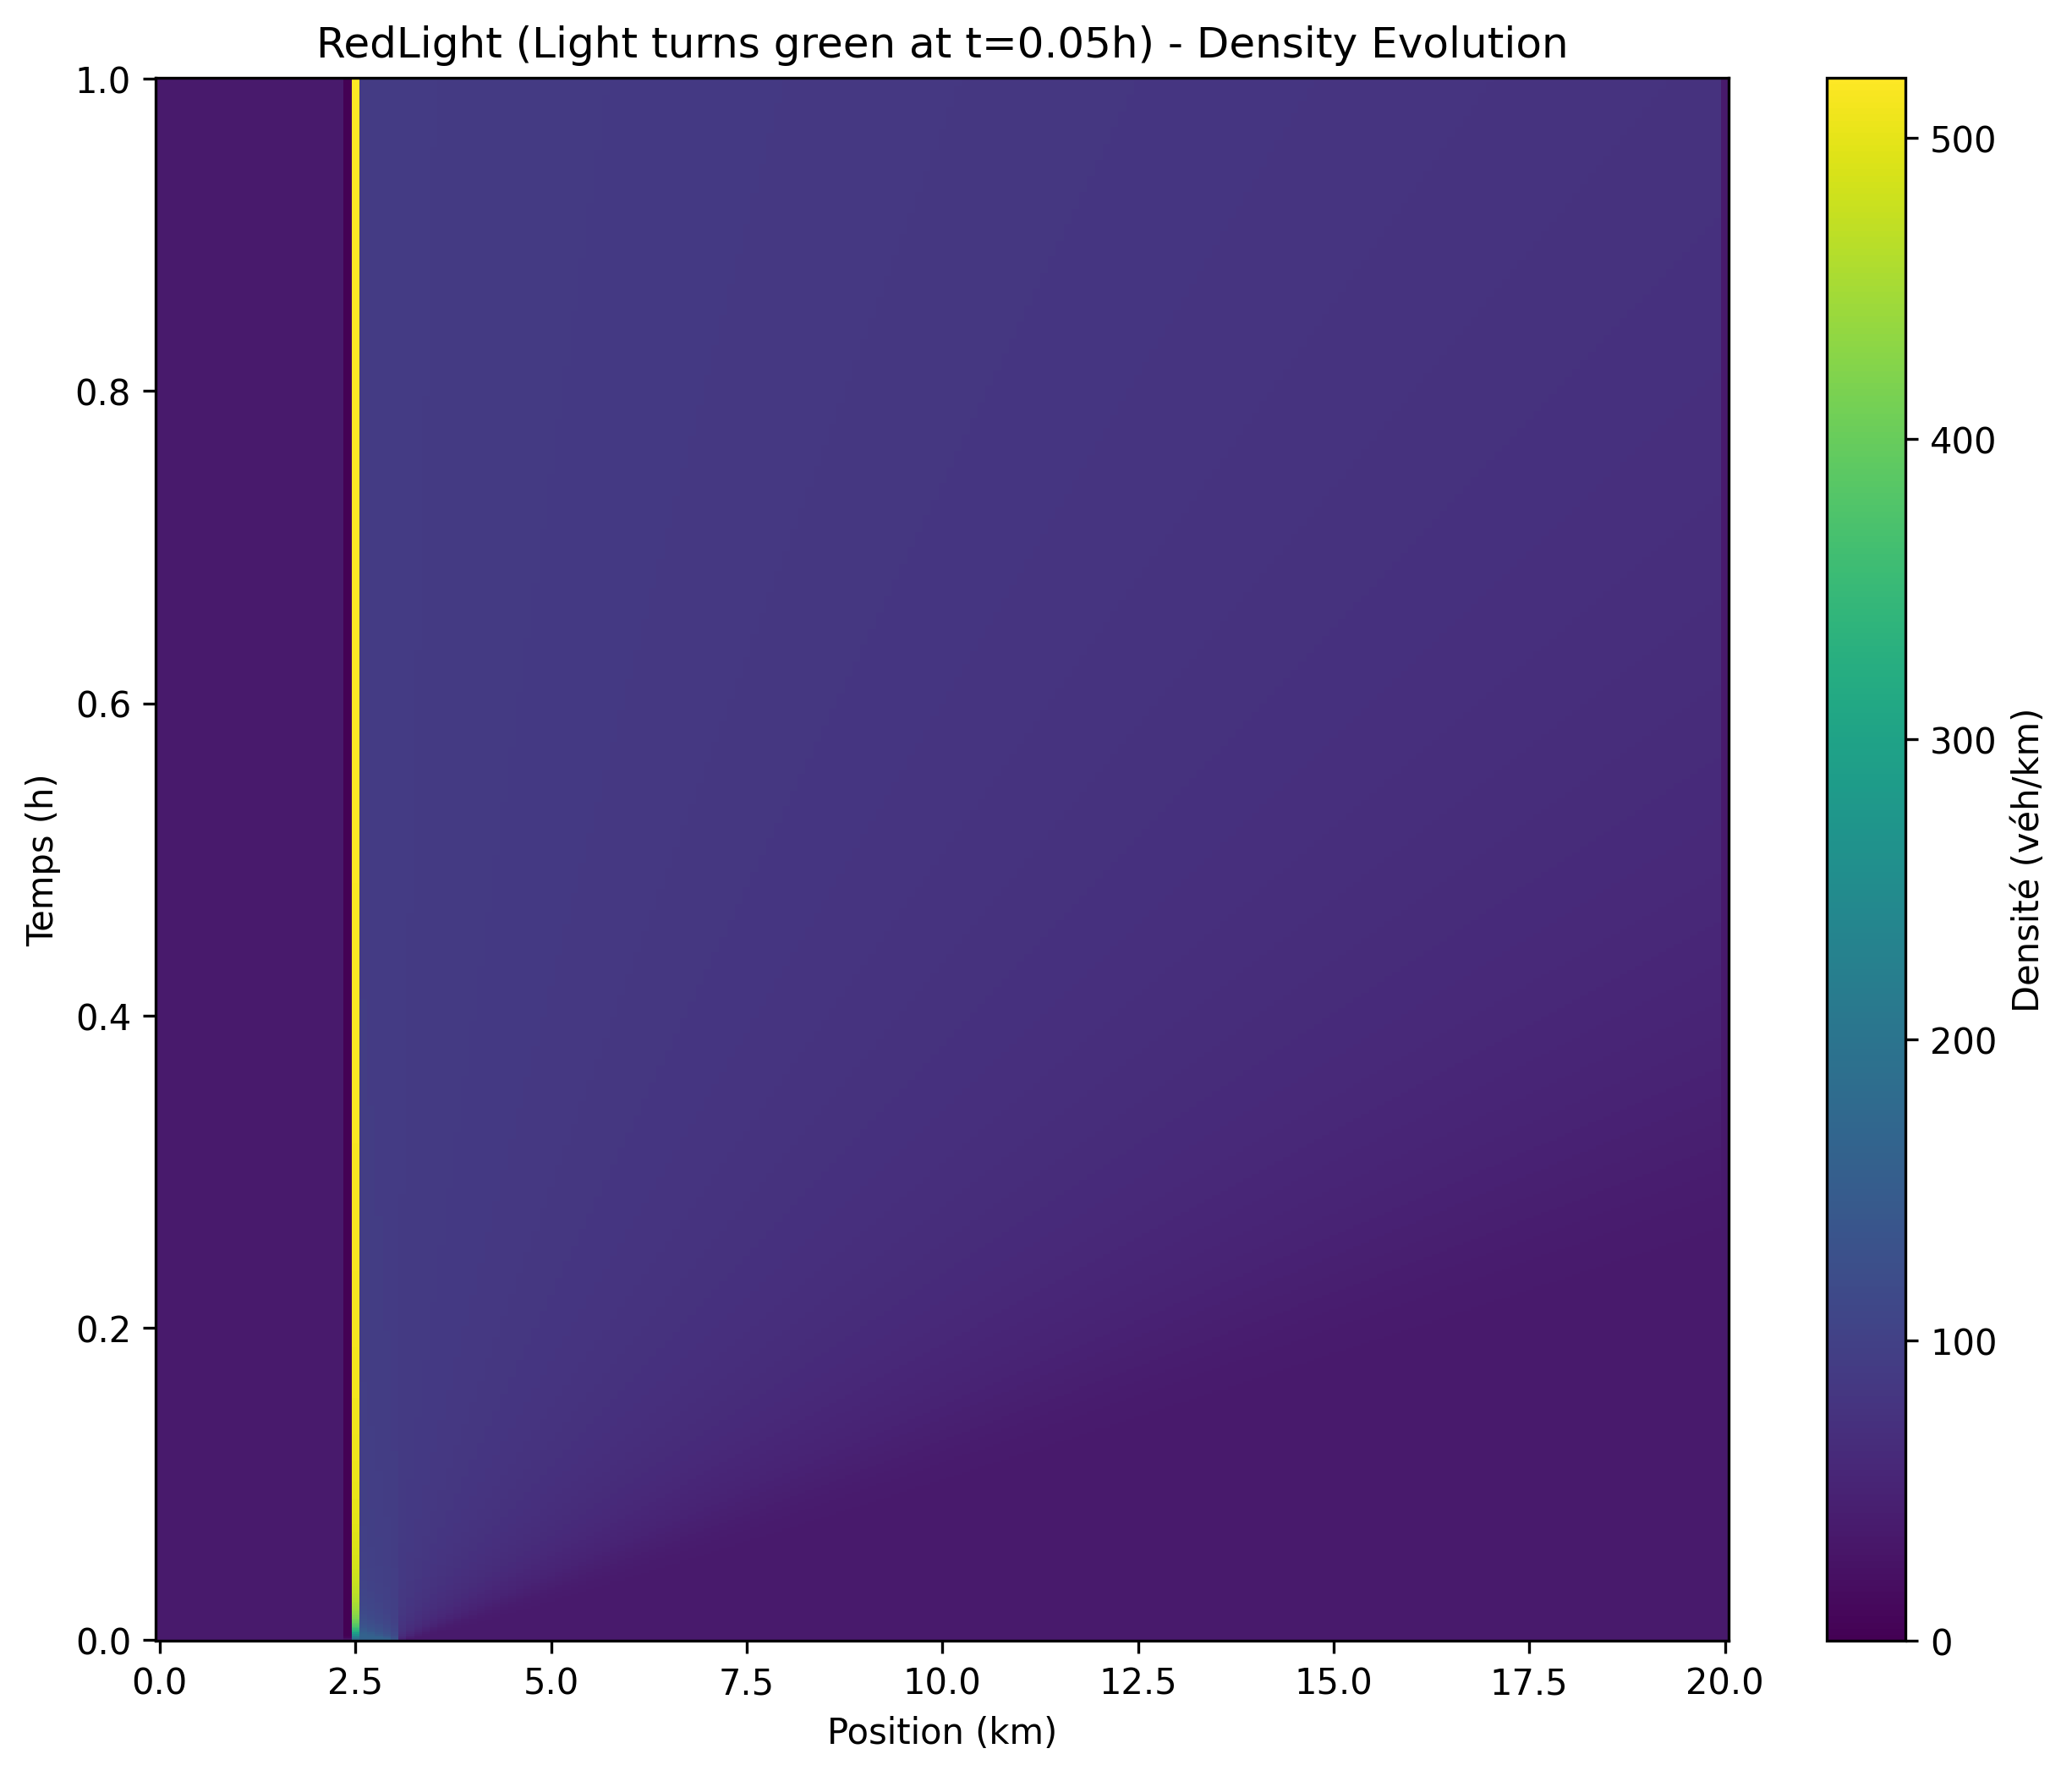 RedLight (Light turns green at t=0.05h) - Density Evolution
1.0
0.8
0.6
0.4
0.2
0.0
Temps (h)
0.0 2.5 5.0 7.5 10.0 12.5 15.0 17.5 20.0
Position (km)
500
400
300
200
100
0
Densité (véh/km)